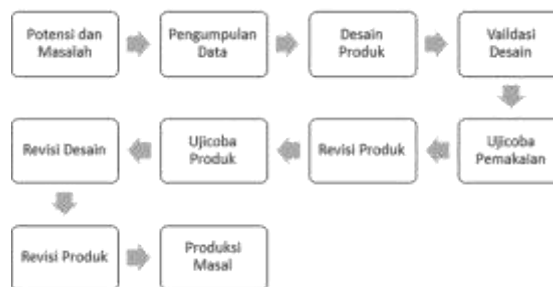 Potensi dan
Masalah
Pengumpulan
Data
Desain
Produk
Validasi
Desain
Ujicoba
Pemakaian
Revisi Produk
Ujicoba
Produk
Revisi Desain
Revisi Produk
Produksi
Masal